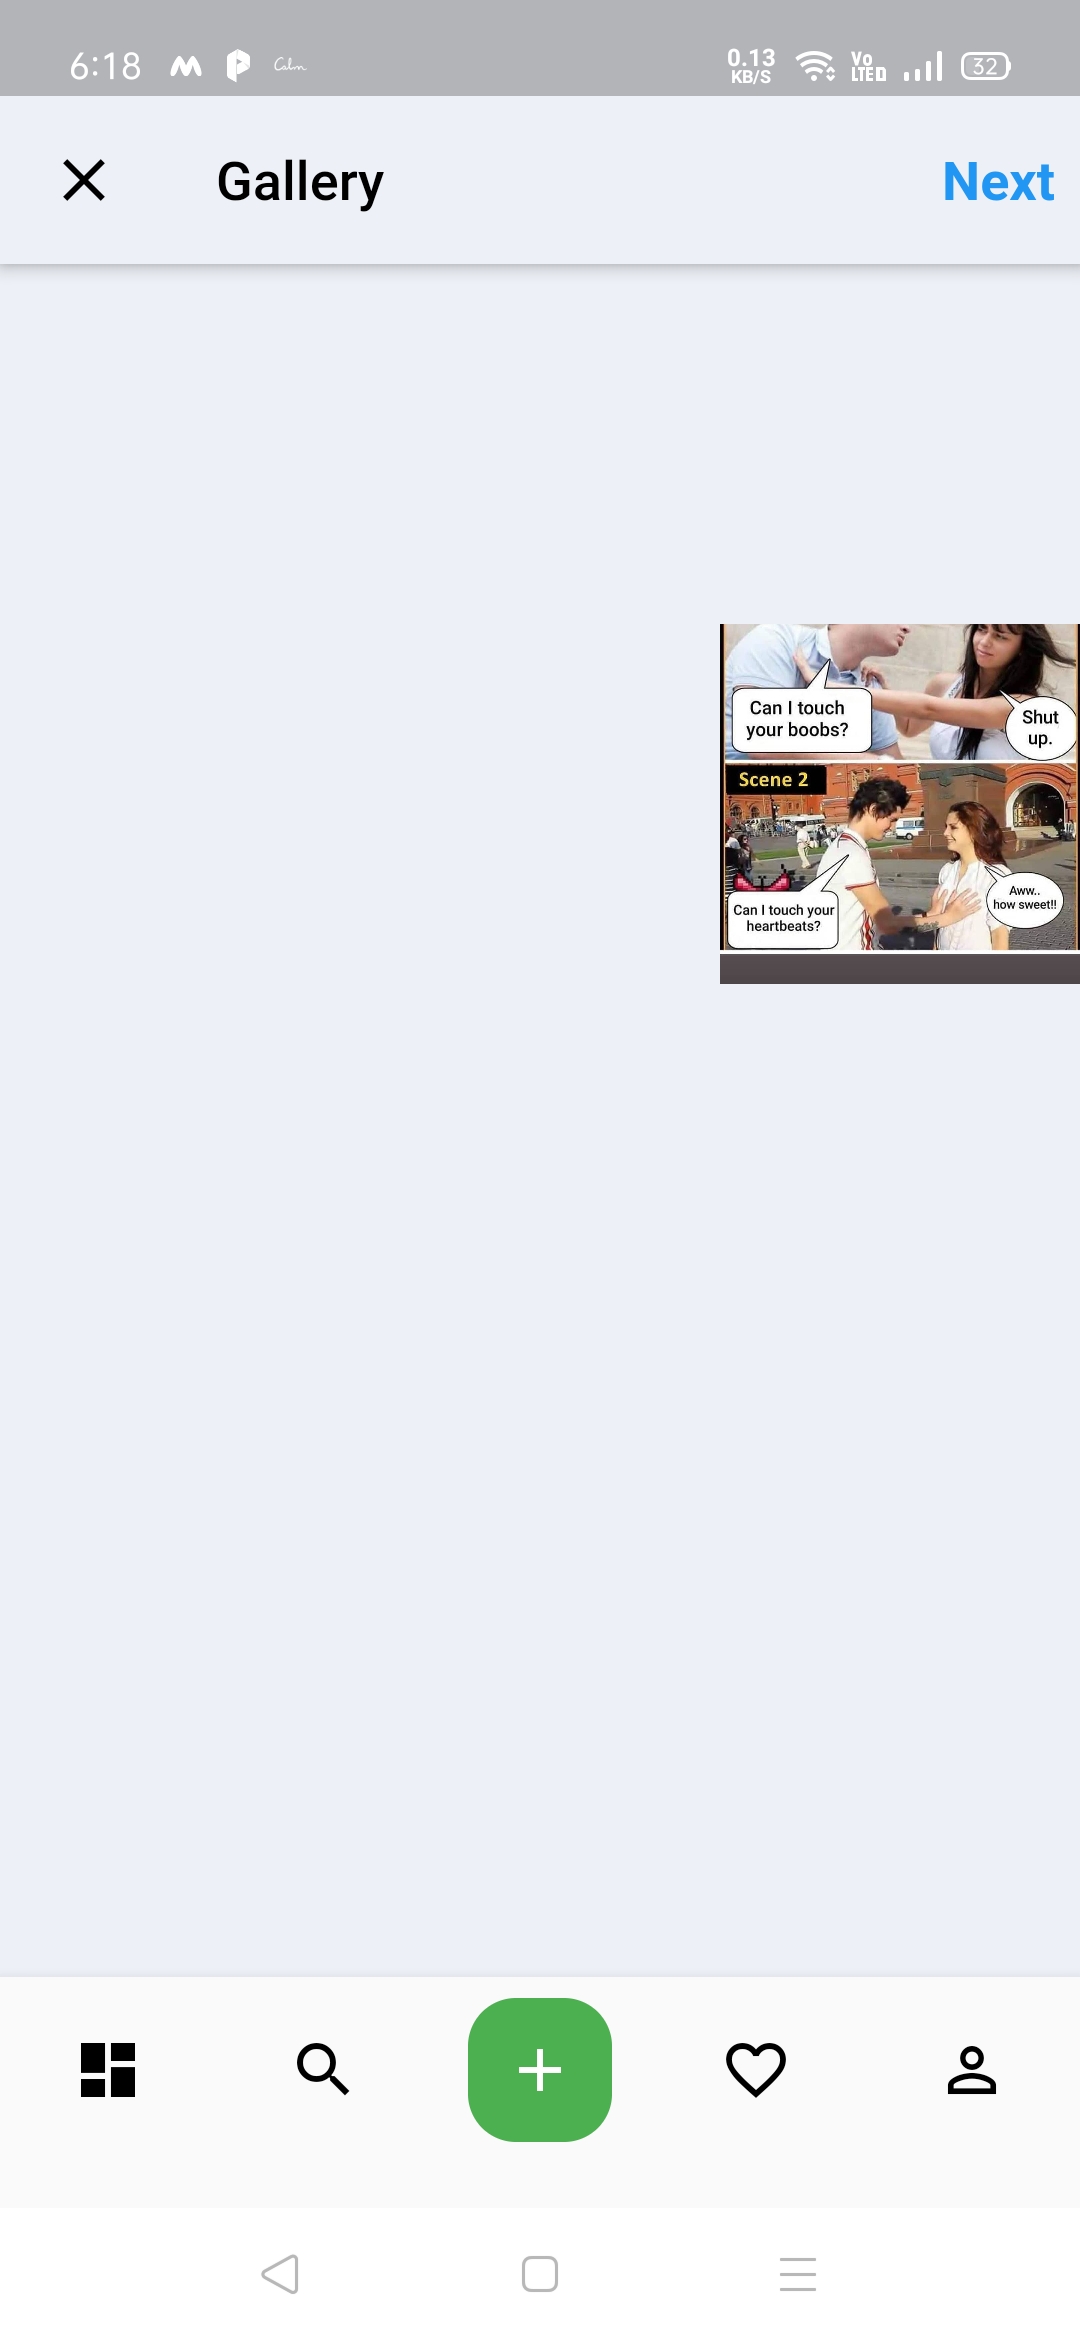 6:18
Calm
0.13
KB/S
Vo
LTE
32
Gallery
Next
Can I touch
your boobs?
Shut
up.
Scene 2
Can I touch your
heartbeats?
Aww..
how sweet!!